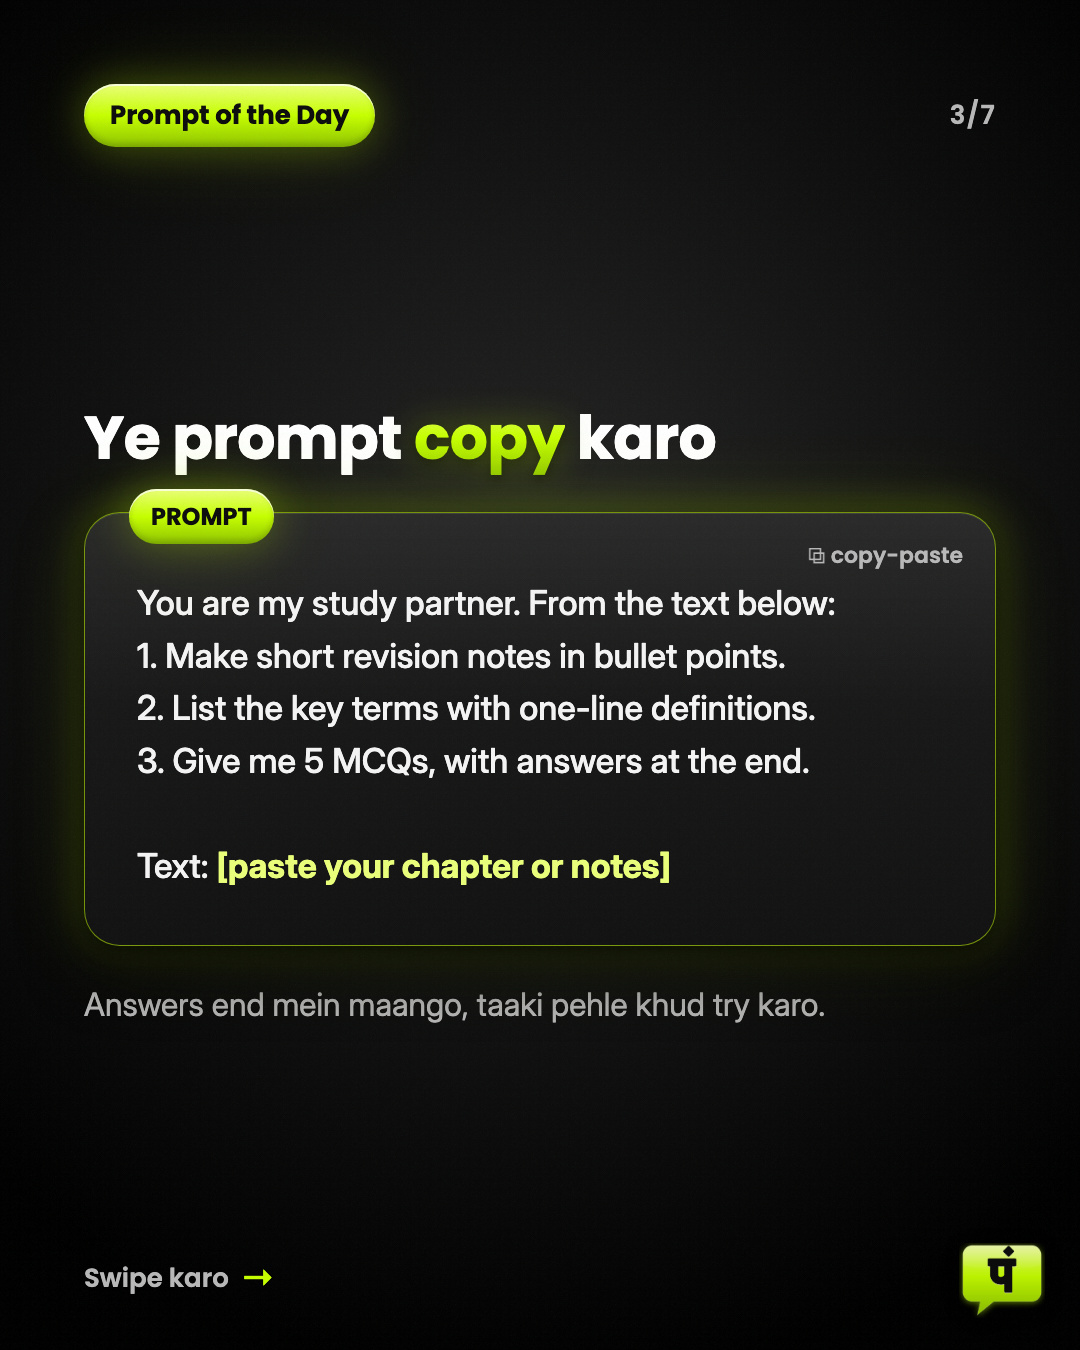 Prompt of the Day
3/7
Ye prompt copy karo
PROMPT
copy-paste
You are my study partner. From the text below:
1. Make short revision notes in bullet points.
2. List the key terms with one-line definitions.
3. Give me 5 MCQs, with answers at the end.
Text: [paste your chapter or notes]
Answers end mein maango, taaki pehle khud try karo.
Swipe karo →
पं